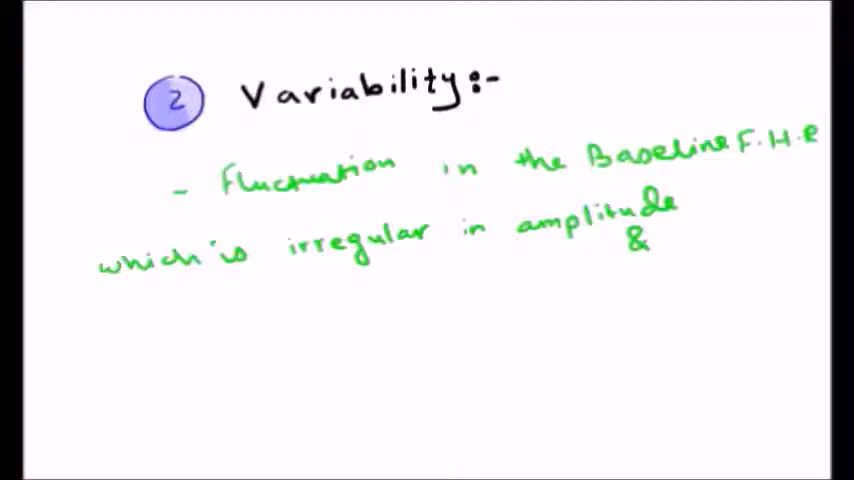 2 Variability:-
- Fluctuation in the Baseline F.H.R
which is irregular in amplitude
&